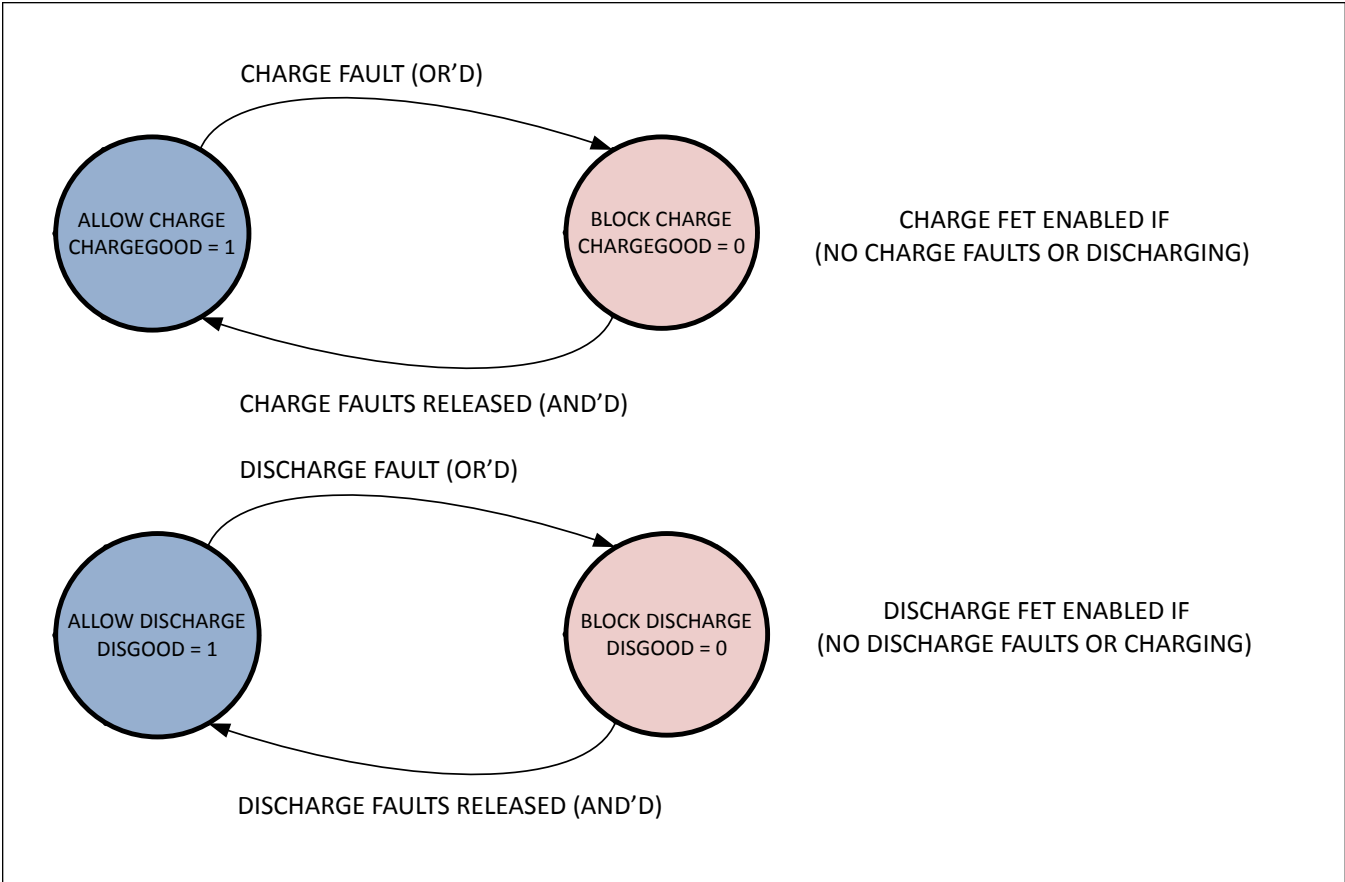 CHARGE FAULT (OR'D)
ALLOW CHARGE
CHARGEGOOD = 1
BLOCK CHARGE
CHARGEGOOD = 0
CHARGE FET ENABLED IF
(NO CHARGE FAULTS OR DISCHARGING)
CHARGE FAULTS RELEASED (AND'D)
DISCHARGE FAULT (OR'D)
ALLOW DISCHARGE
DISGOOD = 1
BLOCK DISCHARGE
DISGOOD = 0
DISCHARGE FET ENABLED IF
(NO DISCHARGE FAULTS OR CHARGING)
DISCHARGE FAULTS RELEASED (AND'D)